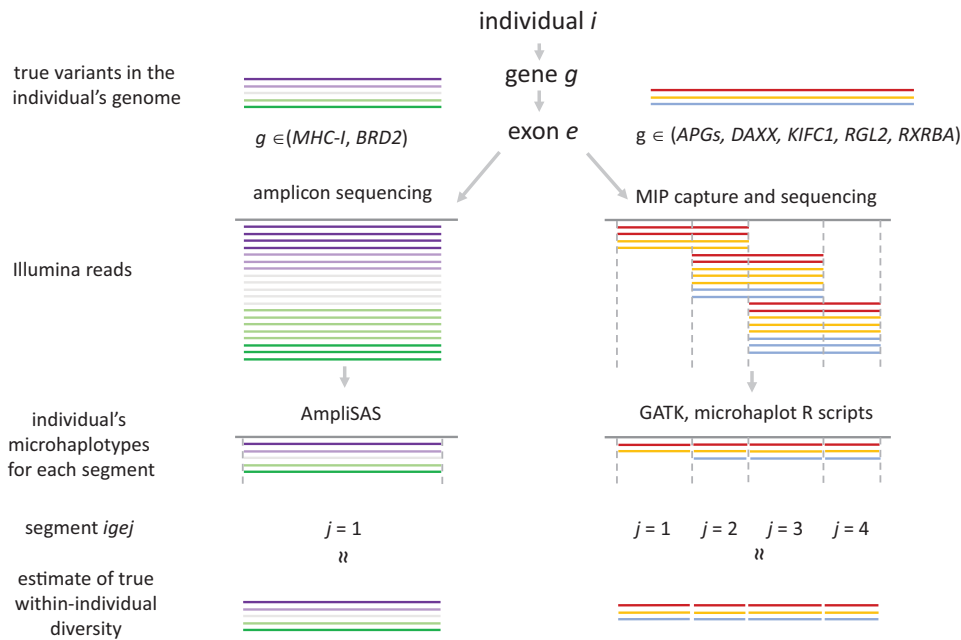 individual i
gene g
exon e
true variants in the
individual's genome
g ∈(MHC-I, BRD2)
g ∈ (APGs, DAXX, KIFC1, RGL2, RXRBA)
amplicon sequencing
MIP capture and sequencing
Illumina reads
AmpliSAS
GATK, microhaplot R scripts
individual's
microhaplotypes
for each segment
segment igej
j = 1
j = 1 j = 2 j = 3 j = 4
≈
≈
estimate of true
within-individual
diversity